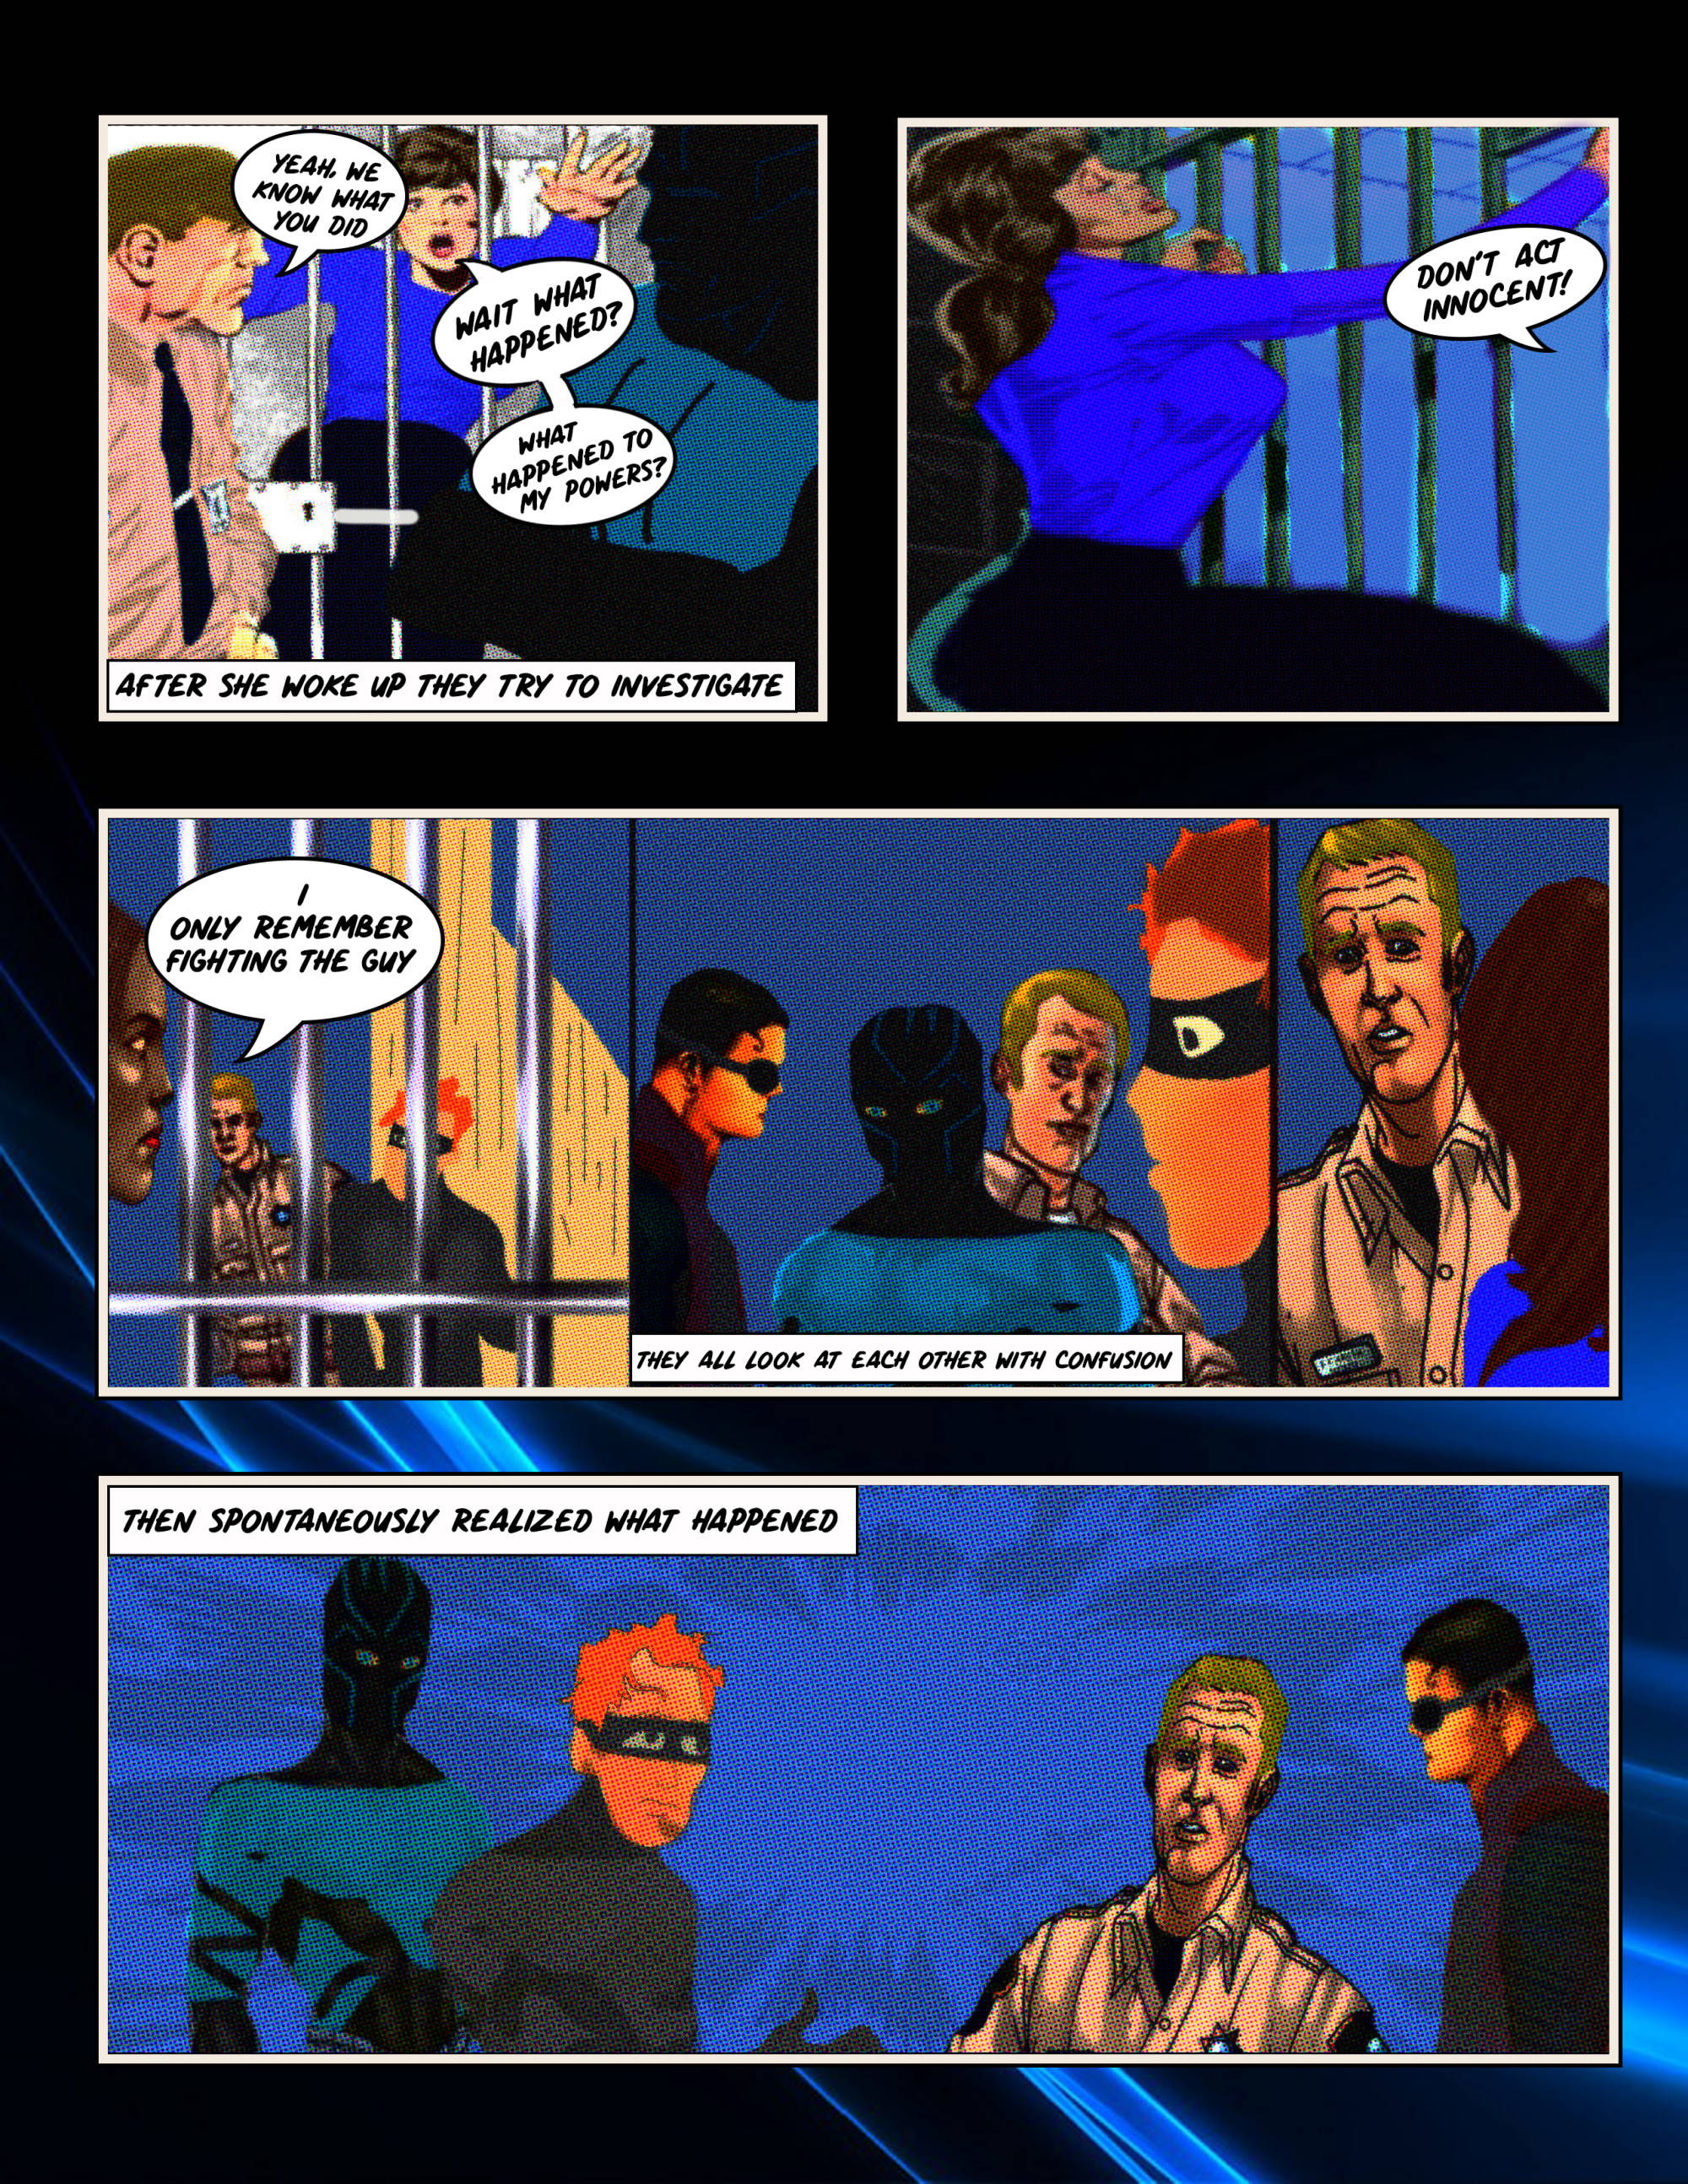 YEAH, WE
KNOW WHAT
YOU DID
WAIT WHAT
HAPPENED?
WHAT
HAPPENED TO
MY POWERS?
AFTER SHE WOKE UP THEY TRY TO INVESTIGATE
DON'T ACT
INNOCENT!
I
ONLY REMEMBER
FIGHTING THE GUY
THEY ALL LOOK AT EACH OTHER WITH CONFUSION
THEN SPONTANEOUSLY REALIZED WHAT HAPPENED